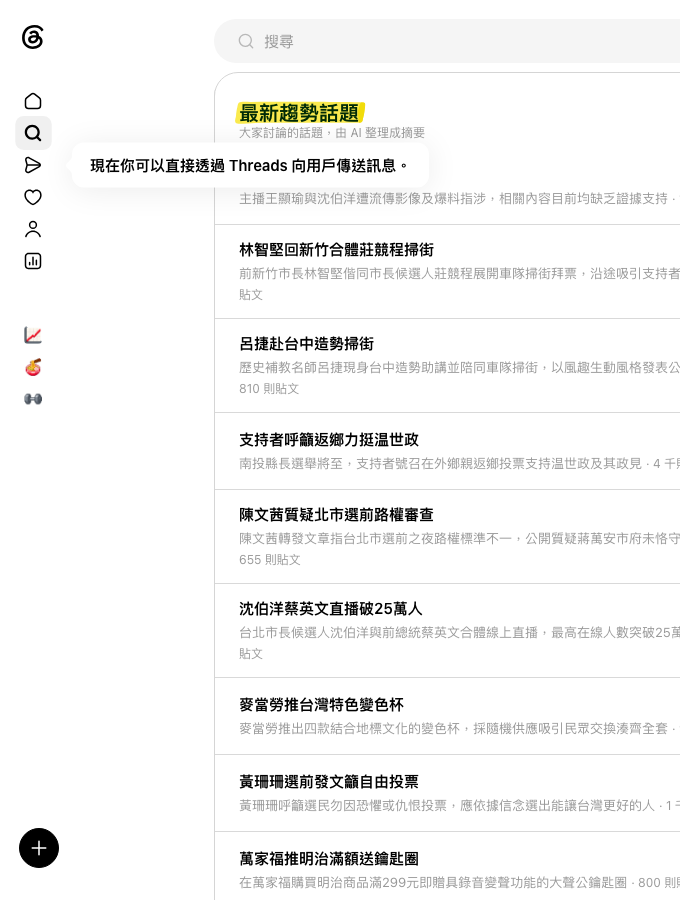 搜尋
最新趨勢話題
大家討論的話題，由 AI 整理成摘要
現在你可以直接透過 Threads 向用戶傳送訊息。
主播王顯瑜與沈伯洋遭流傳影像及爆料指涉，相關內容目前均缺乏證據支持 ·
林智堅回新竹合體莊競程掃街
前新竹市長林智堅偕同市長候選人莊競程展開車隊掃街拜票，沿途吸引支持者
貼文
呂捷赴台中造勢掃街
歷史補教名師呂捷現身台中造勢助講並陪同車隊掃街，以風趣生動風格發表公
810 則貼文
支持者呼籲返鄉力挺溫世政
南投縣長選舉將至，支持者號召在外鄉親返鄉投票支持溫世政及其政見 · 4 千
陳文茜質疑北市選前路權審查
陳文茜轉發文章指台北市選前之夜路權標準不一，公開質疑蔣萬安市府未恪守
655 則貼文
沈伯洋蔡英文直播破25萬人
台北市長候選人沈伯洋與前總統蔡英文合體線上直播，最高在線人數突破25萬
貼文
麥當勞推台灣特色變色杯
麥當勞推出四款結合地標文化的變色杯，採隨機供應吸引民眾交換湊齊全套 ·
黃珊珊選前發文籲自由投票
黃珊珊呼籲選民勿因恐懼或仇恨投票，應依據信念選出能讓台灣更好的人 · 1 千
萬家福推明治滿額送鑰匙圈
在萬家福購買明治商品滿299元即贈具錄音變聲功能的大聲公鑰匙圈 · 800 則